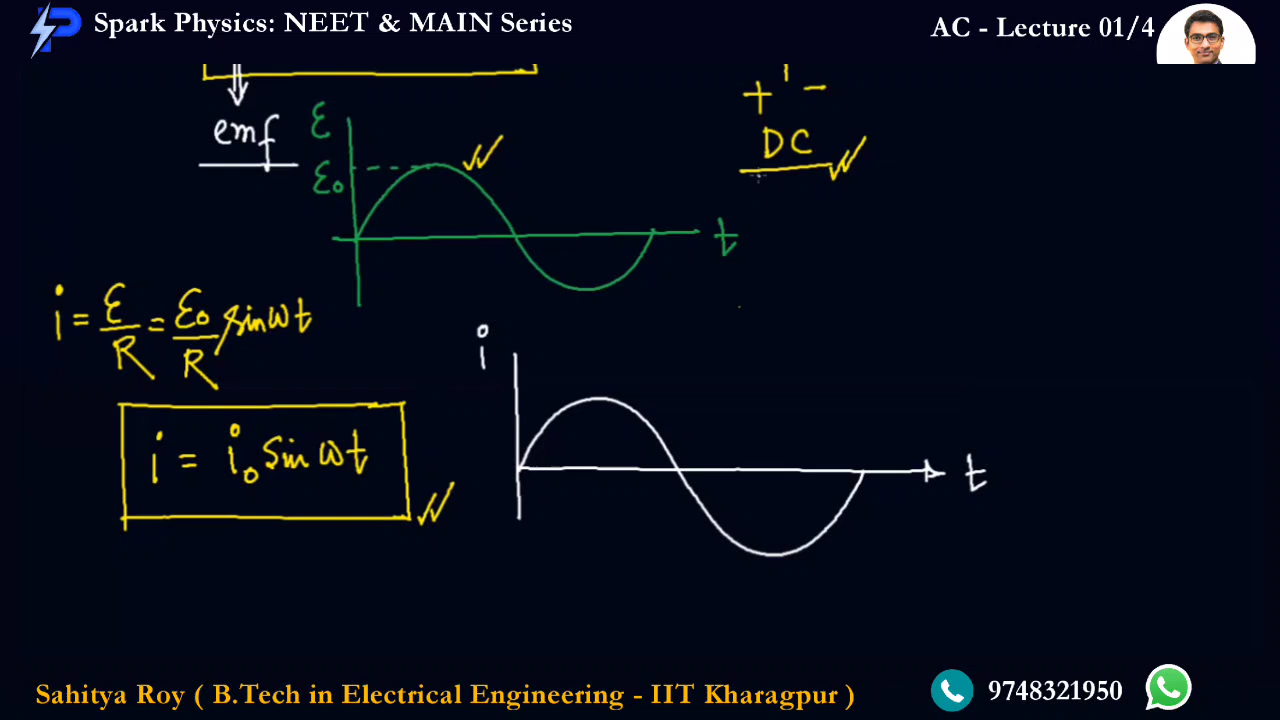 Spark Physics: NEET & MAIN Series
AC - Lecture 01/4
+ -
DC
emf
ε
ε₀
t
i = ε/R = ε₀/R sin ωt
i = i₀ sin ωt
i
t
Sahitya Roy ( B.Tech in Electrical Engineering - IIT Kharagpur )
9748321950